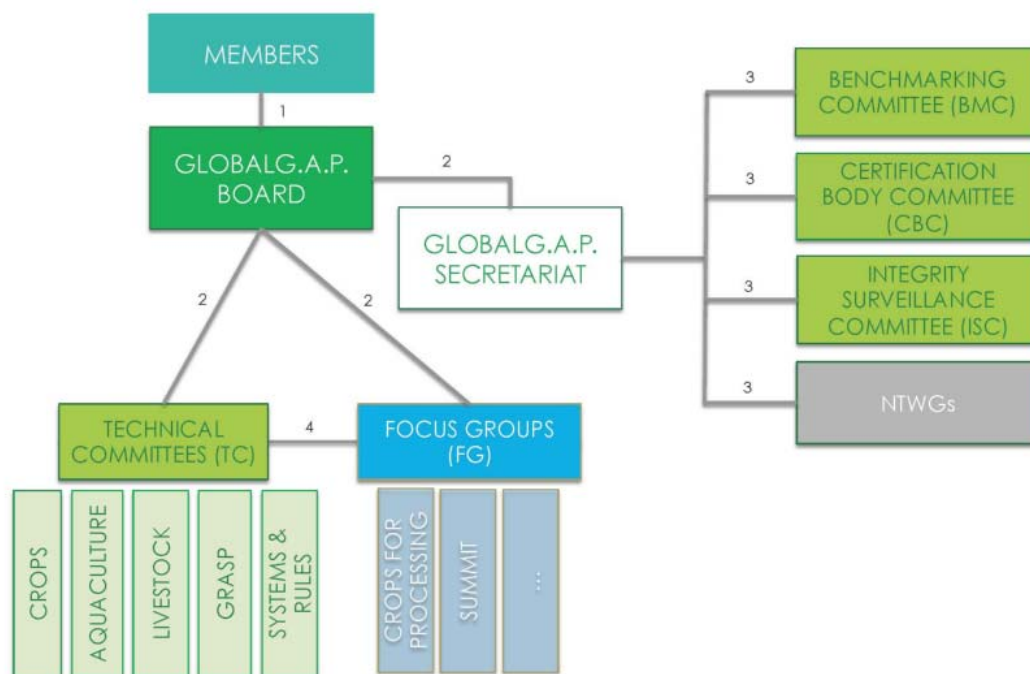 MEMBERS
1
GLOBALG.A.P.
BOARD
2
GLOBALG.A.P.
SECRETARIAT
3
BENCHMARKING
COMMITTEE (BMC)
3
CERTIFICATION
BODY COMMITTEE
(CBC)
3
INTEGRITY
SURVEILLANCE
COMMITTEE (ISC)
3
NTWGs
2
2
TECHNICAL
COMMITTEES (TC)
4
FOCUS GROUPS
(FG)
CROPS
AQUACULTURE
LIVESTOCK
GRASP
SYSTEMS &
RULES
CROPS FOR
PROCESSING
SUMMIT
...